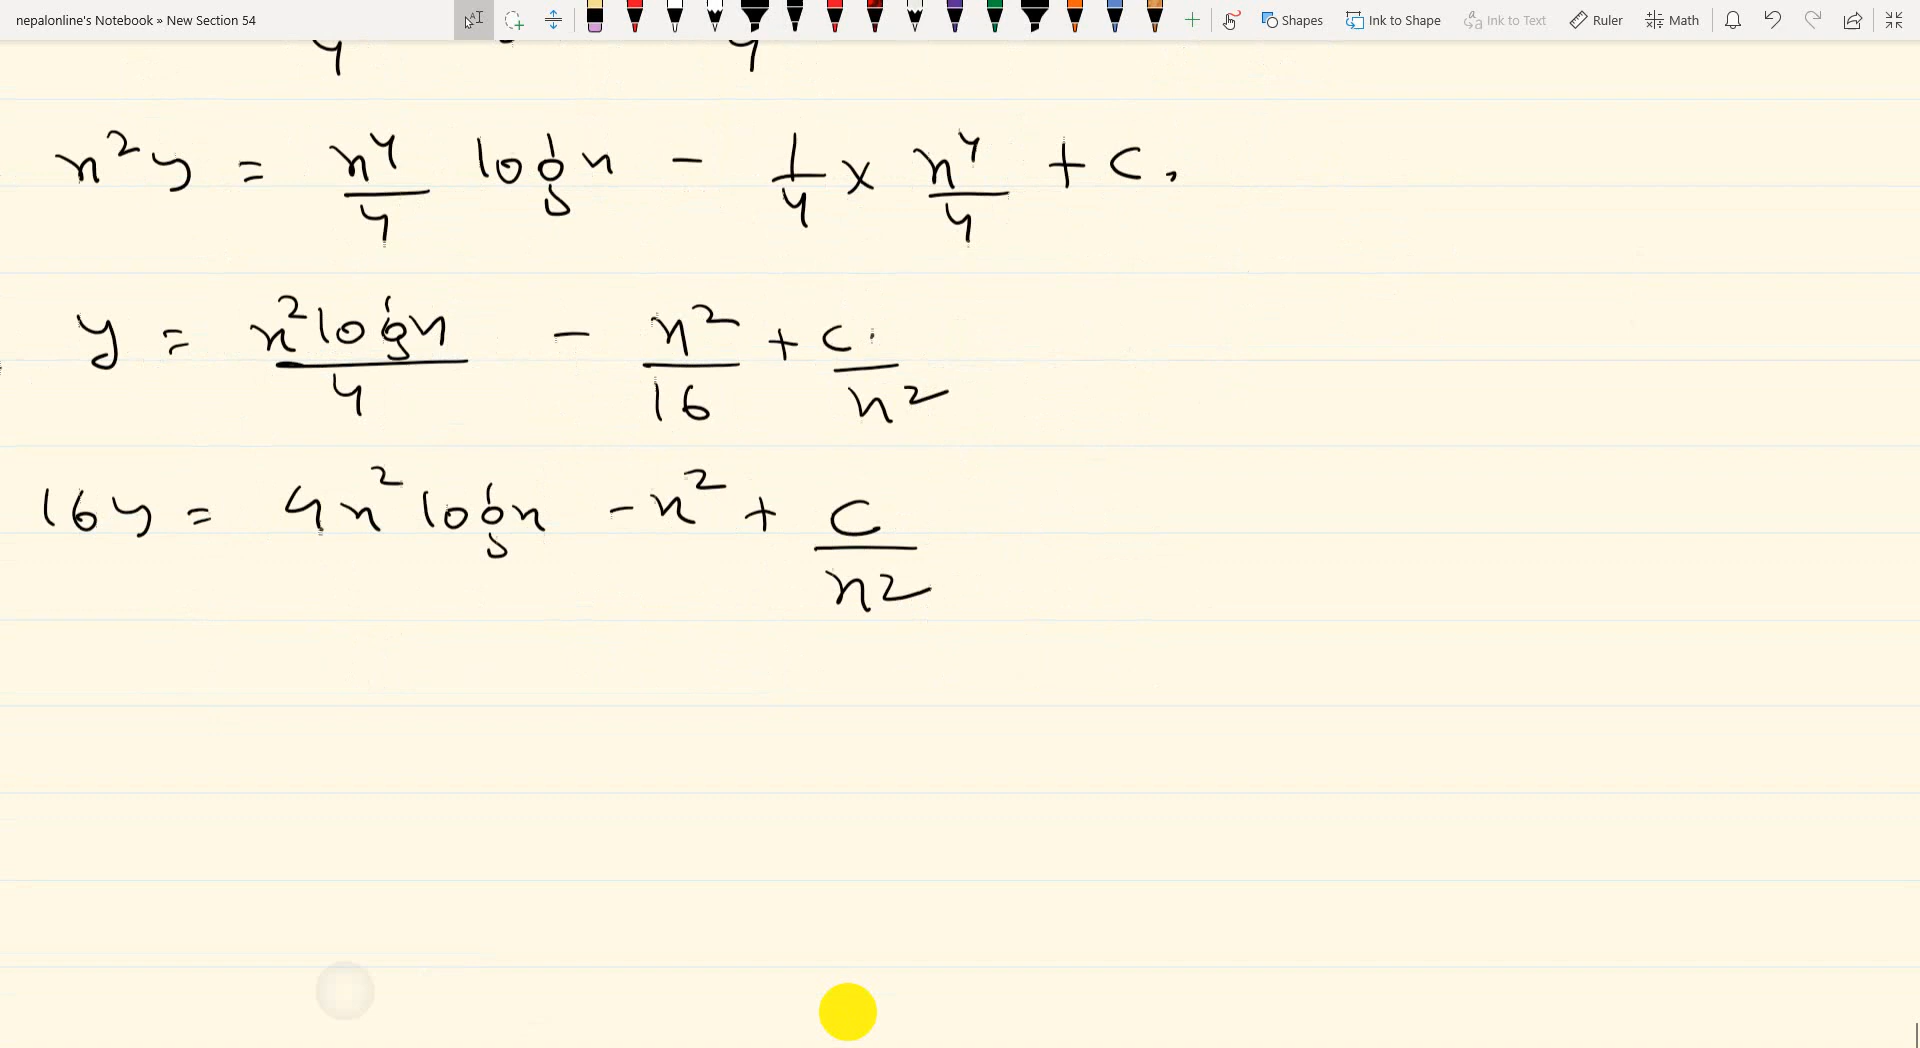 nepalonline's Notebook » New Section 54
Shapes Ink to Shape Ink to Text Ruler Math
x²y = x⁴/4 log x - 1/4 × x⁴/4 + C.
y = x² log x/4 - x²/16 + C/x²
16y = 4x² log x - x² + C/x²